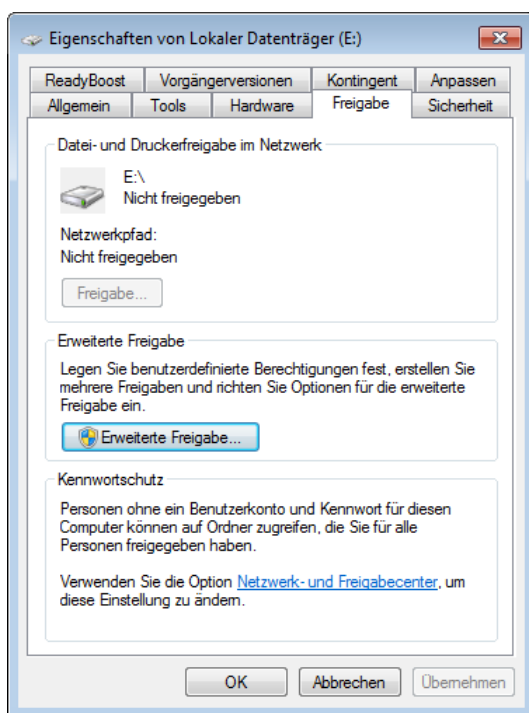 Eigenschaften von Lokaler Datenträger (E:)
ReadyBoost Vorgängerversionen Kontingent Anpassen
Allgemein Tools Hardware Freigabe Sicherheit
Datei- und Druckerfreigabe im Netzwerk
E:\
Nicht freigegeben
Netzwerkpfad:
Nicht freigegeben
Freigabe...
Erweiterte Freigabe
Legen Sie benutzerdefinierte Berechtigungen fest, erstellen Sie
mehrere Freigaben und richten Sie Optionen für die erweiterte
Freigabe ein.
Erweiterte Freigabe...
Kennwortschutz
Personen ohne ein Benutzerkonto und Kennwort für diesen
Computer können auf Ordner zugreifen, die Sie für alle
Personen freigegeben haben.
Verwenden Sie die Option Netzwerk- und Freigabecenter, um
diese Einstellung zu ändern.
OK Abbrechen Übernehmen